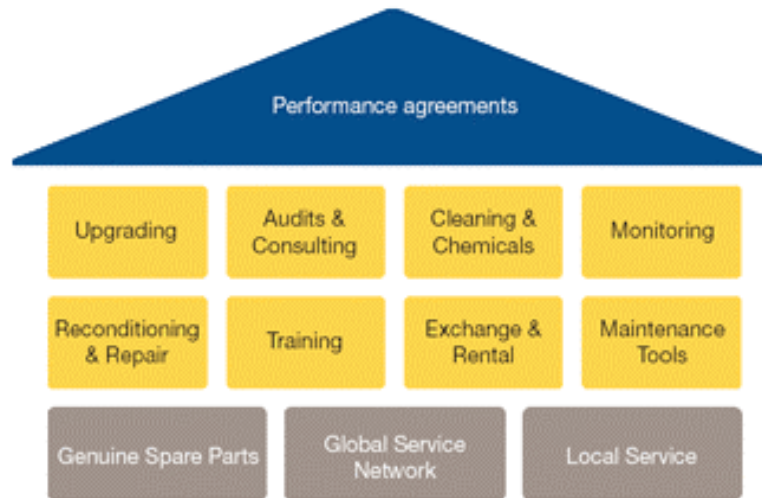 Performance agreements
Upgrading
Audits &
Consulting
Cleaning &
Chemicals
Monitoring
Reconditioning
& Repair
Training
Exchange &
Rental
Maintenance
Tools
Genuine Spare Parts
Global Service
Network
Local Service